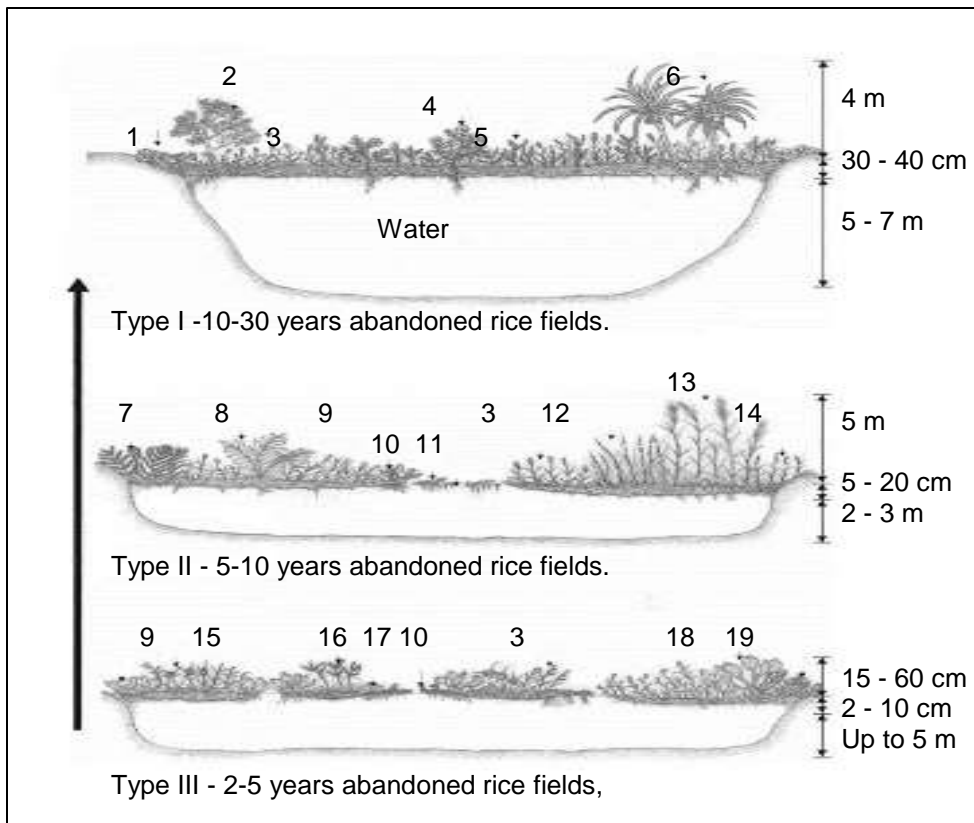 2
6
4
4 m
1
3
5
30 - 40 cm
Water
5 - 7 m
Type I -10-30 years abandoned rice fields.
13
7
8
9
3
12
14
5 m
10
11
5 - 20 cm
2 - 3 m
Type II - 5-10 years abandoned rice fields.
9
15
16
17
10
3
18
19
15 - 60 cm
2 - 10 cm
Up to 5 m
Type III - 2-5 years abandoned rice fields,